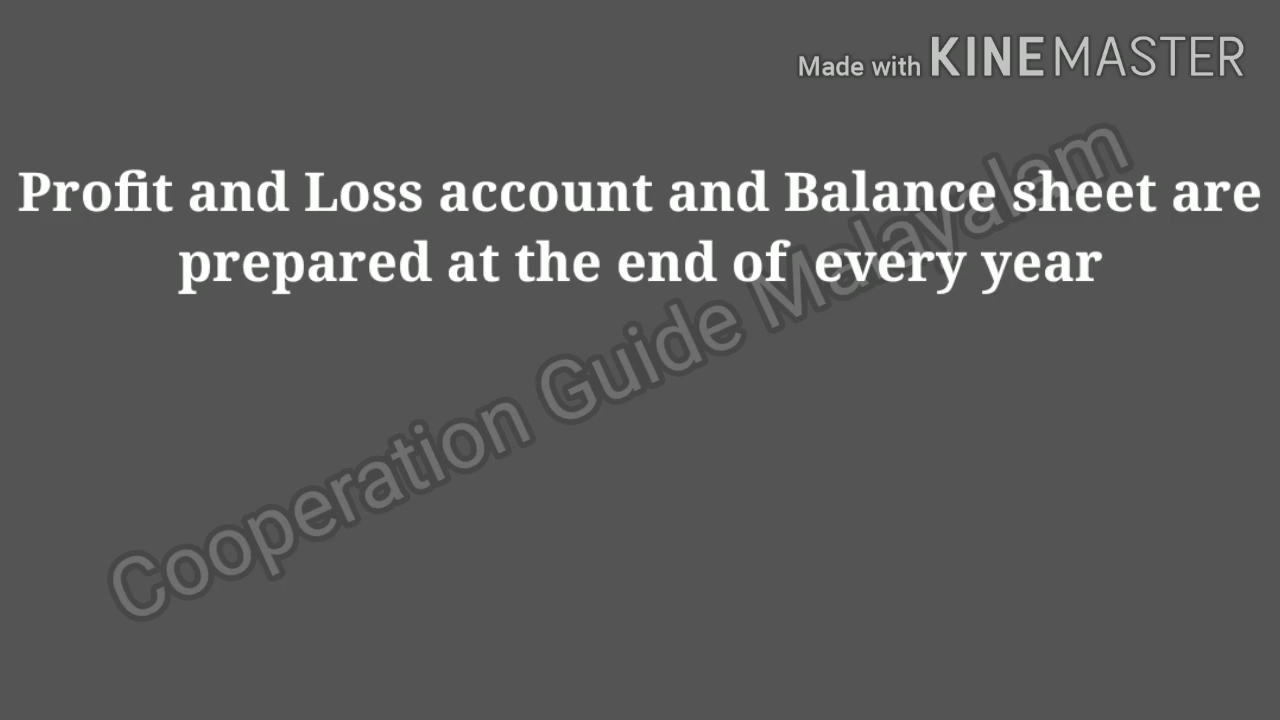 Made with KINEMASTER
Profit and Loss account and Balance sheet are
prepared at the end of  every year
Cooperation Guide Malayalam